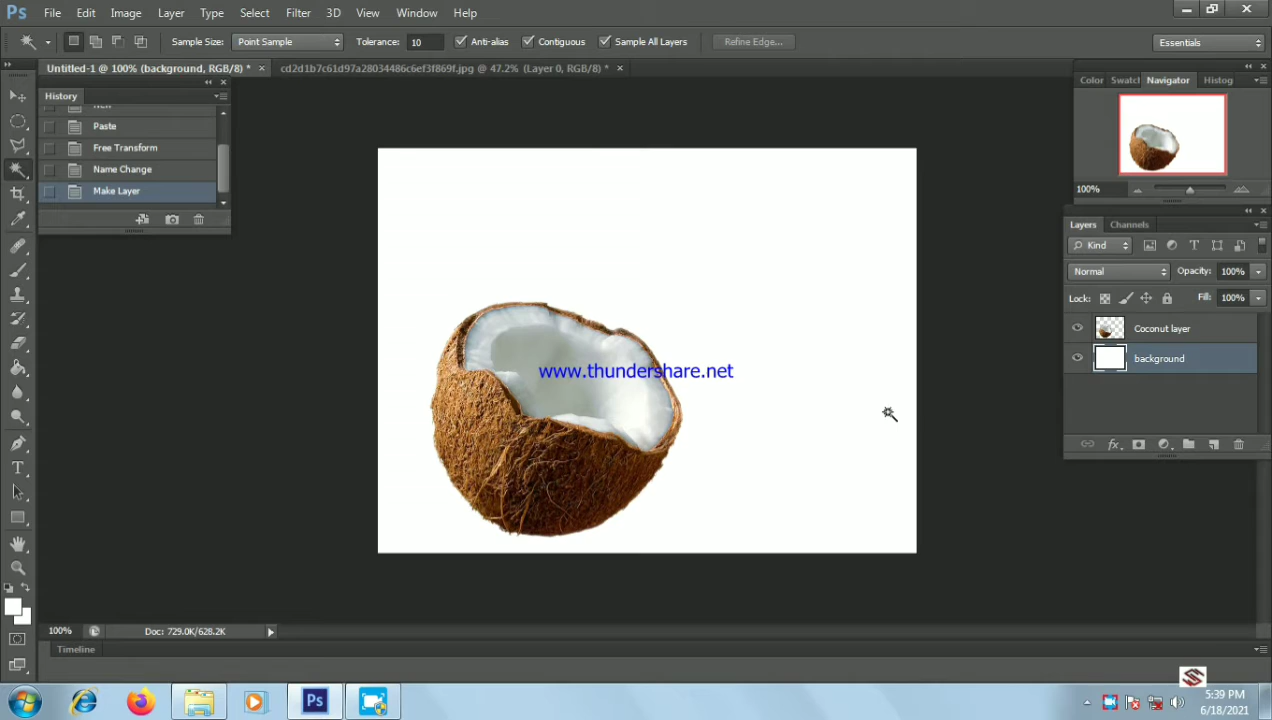 Ps File Edit Image Layer Type Select Filter 3D View Window Help
Sample Size: Point Sample Tolerance: 10 Anti-alias Contiguous Sample All Layers Refine Edge... Essentials
Untitled-1 @ 100% (background, RGB/8) * × cd2d1b7c61d97a28034486c6ef3f869f.jpg @ 47.2% (Layer 0, RGB/8) * ×
History
Paste
Free Transform
Name Change
Make Layer
Color Swatch Navigator Histog
100%
Layers Channels
Kind
Normal Opacity: 100%
Lock: Fill: 100%
Coconut layer
background
www.thundershare.net
100% Doc: 729.0K/628.2K
Timeline
Ps
5:39 PM
6/18/2021